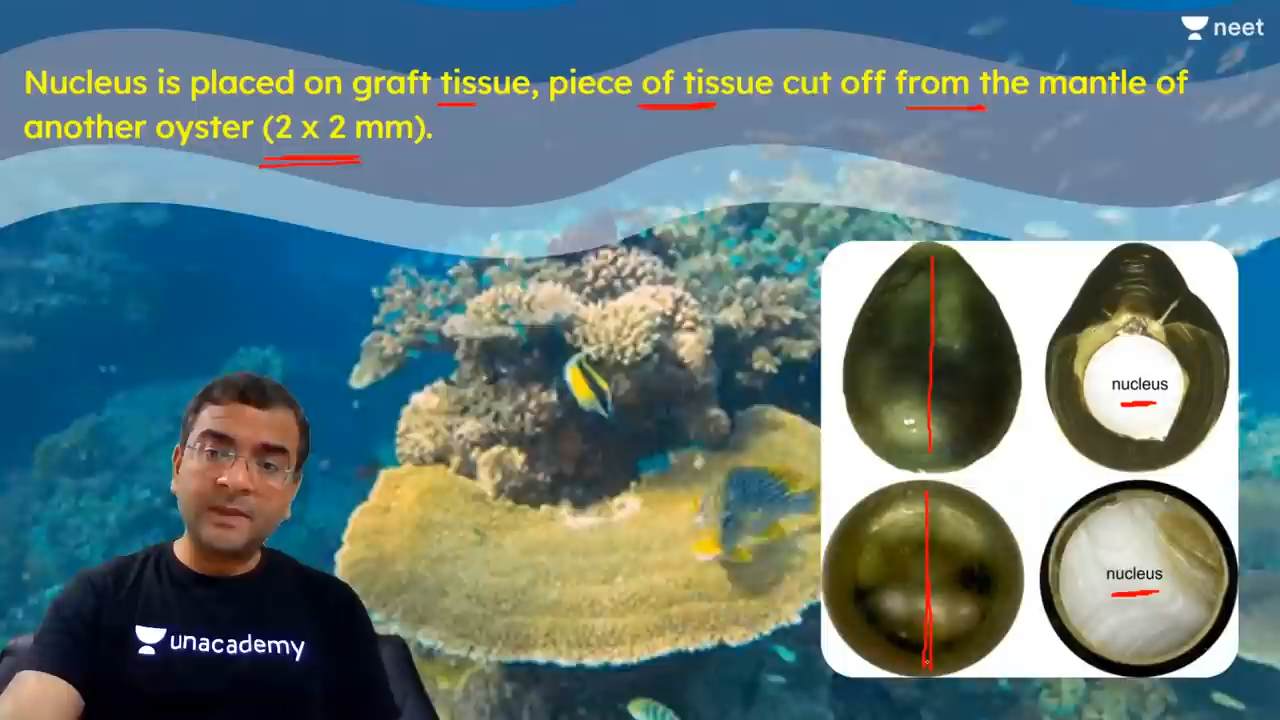 neet
Nucleus is placed on graft tissue, piece of tissue cut off from the mantle of
another oyster (2 x 2 mm).
nucleus
nucleus
unacademy